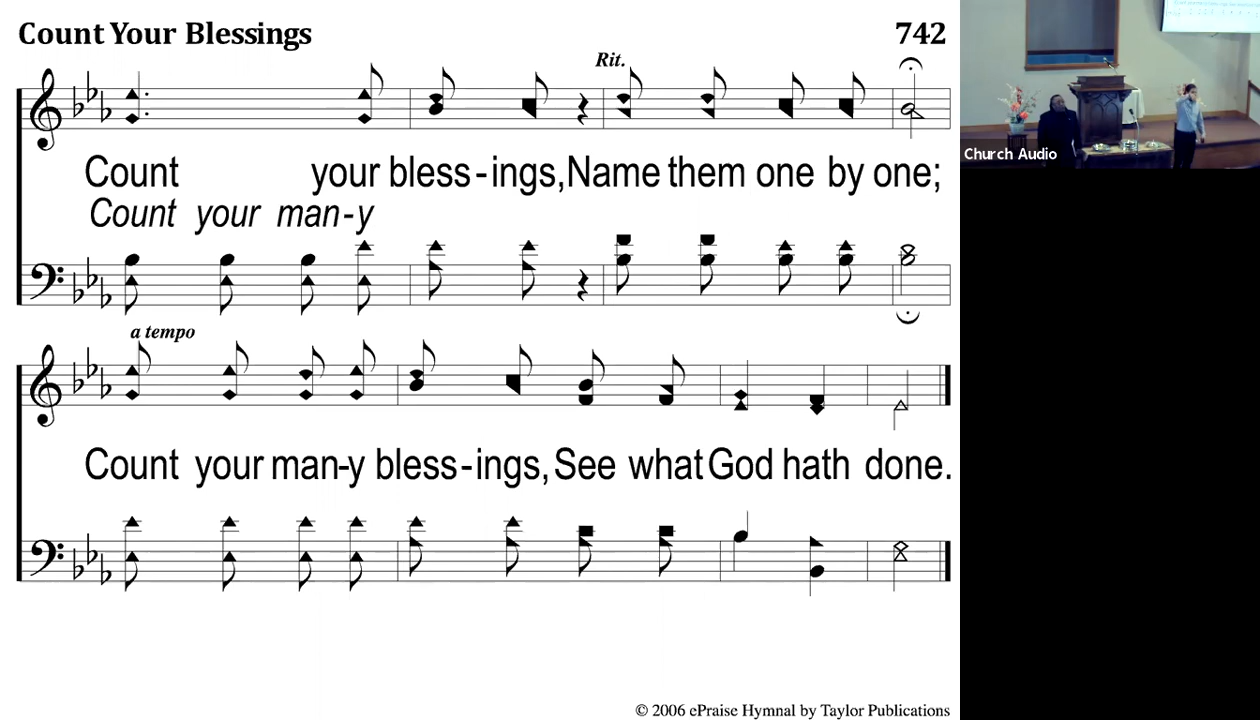 Count Your Blessings 742
Rit.
Count your bless-ings, Name them one by one;
Count your man-y
a tempo
Count your man-y bless-ings, See what God hath done.
© 2006 ePraise Hymnal by Taylor Publications
Church Audio